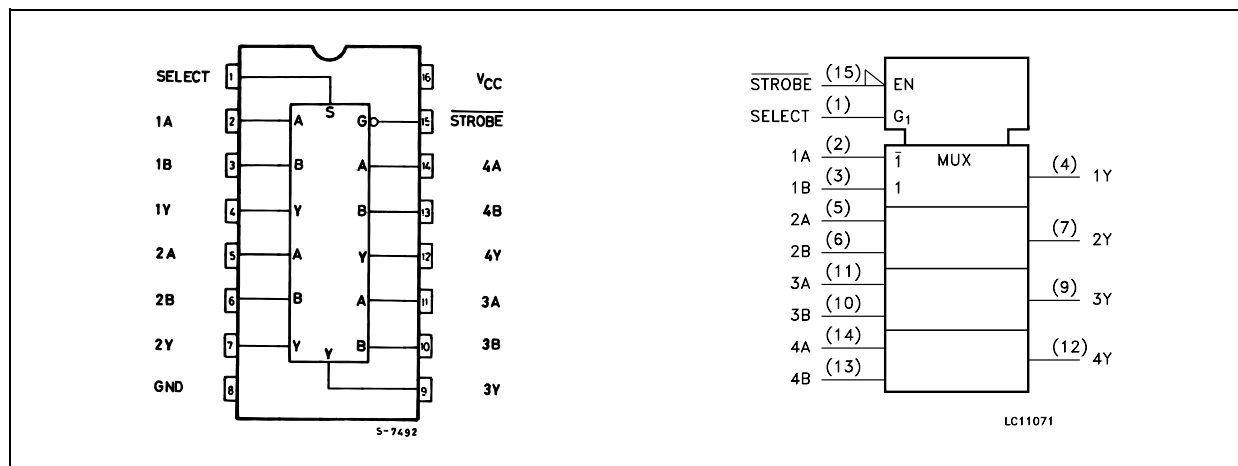 SELECT 1 16 VCC
S
1A 2 A G 15 STROBE
1B 3 B A 14 4A
1Y 4 Y B 13 4B
2A 5 A Y 12 4Y
2B 6 B A 11 3A
2Y 7 Y B 10 3B
Y
GND 8 9 3Y
S-7492
STROBE (15) EN
SELECT (1) G1
MUX
1A (2) 1̅
1B (3) 1
(4) 1Y
2A (5)
2B (6)
(7) 2Y
3A (11)
3B (10)
(9) 3Y
4A (14)
4B (13)
(12) 4Y
LC11071